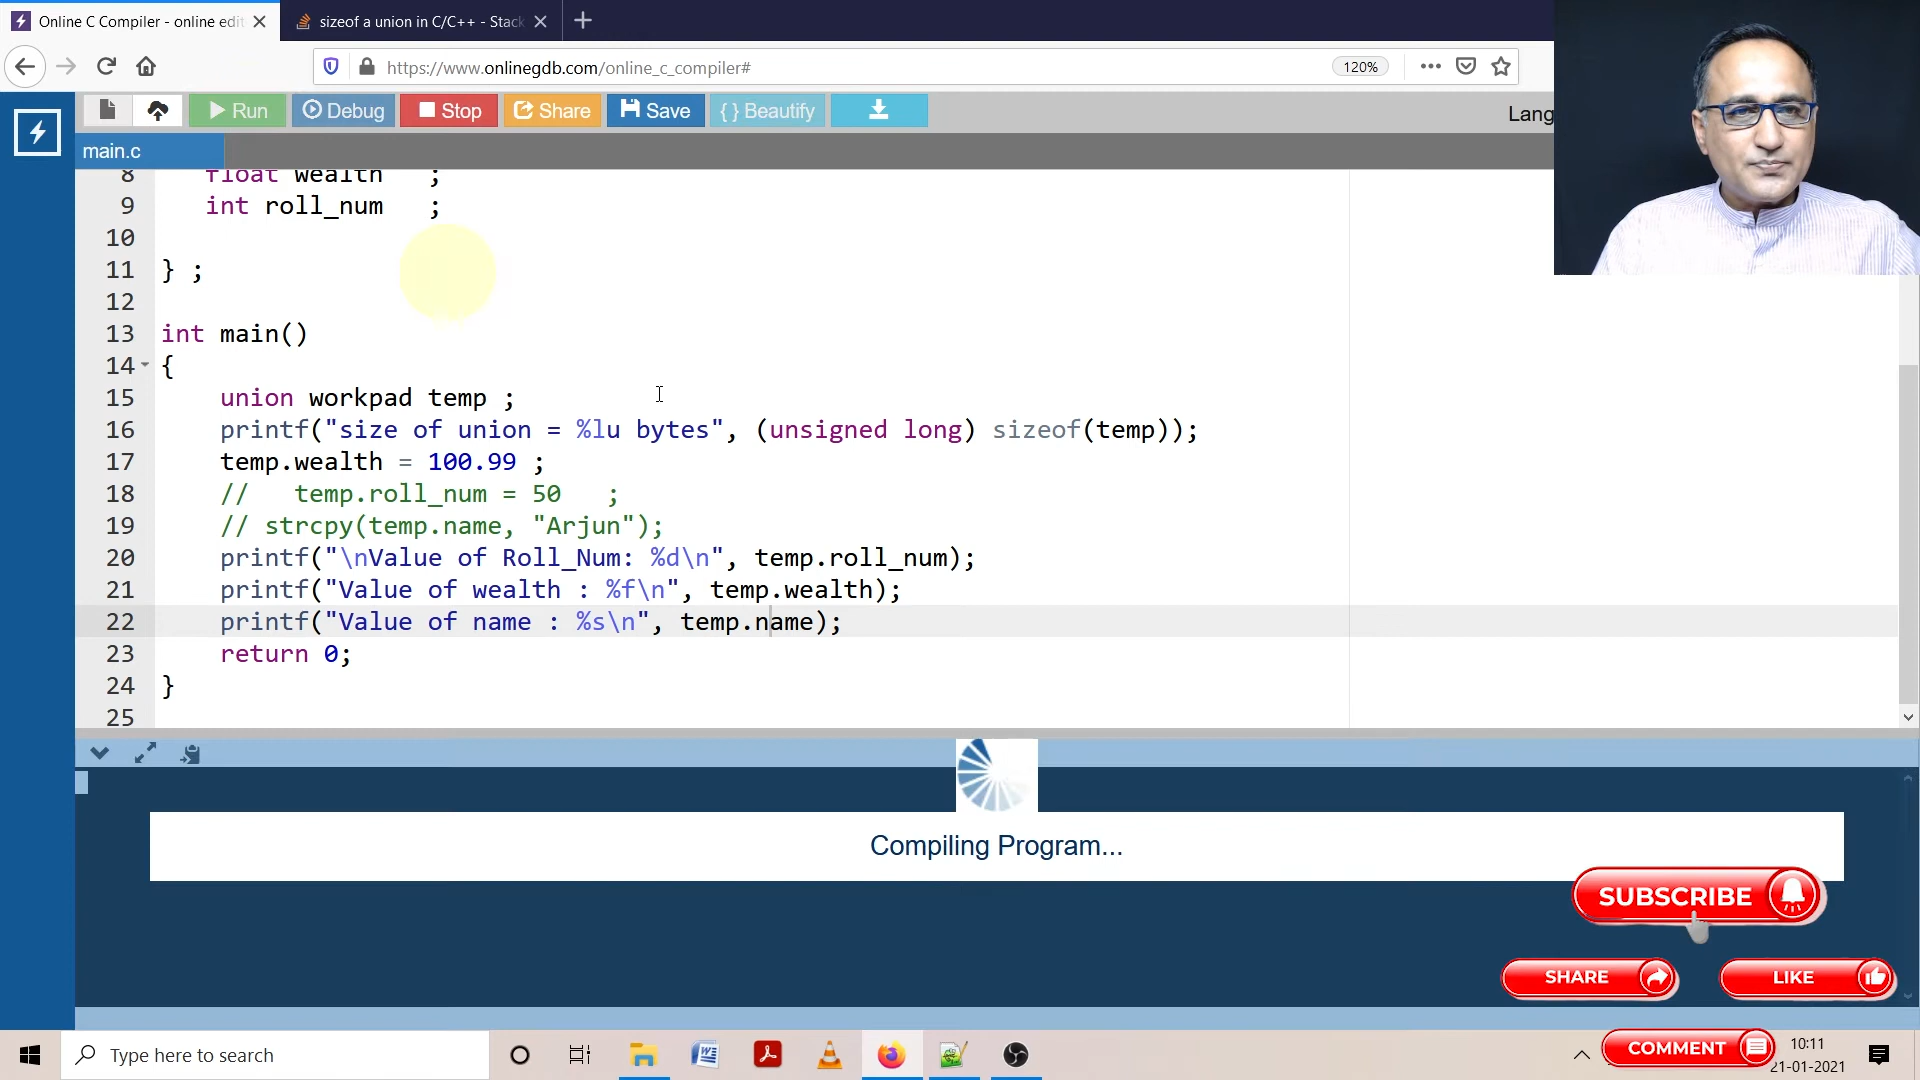 Online C Compiler - online edit
sizeof a union in C/C++ - Stack
https://www.onlinegdb.com/online_c_compiler#
120%
Run
Debug
Stop
Share
Save
{ } Beautify
Lang
main.c
8 float wealth ;
9 int roll_num ;
10
11 } ;
12
13 int main()
14 {
15 union workpad temp ;
16 printf("size of union = %lu bytes", (unsigned long) sizeof(temp));
17 temp.wealth = 100.99 ;
18 // temp.roll_num = 50 ;
19 // strcpy(temp.name, "Arjun");
20 printf("\nValue of Roll_Num: %d\n", temp.roll_num);
21 printf("Value of wealth : %f\n", temp.wealth);
22 printf("Value of name : %s\n", temp.name);
23 return 0;
24 }
25
Compiling Program...
SUBSCRIBE
SHARE
LIKE
COMMENT
Type here to search
10:11
21-01-2021